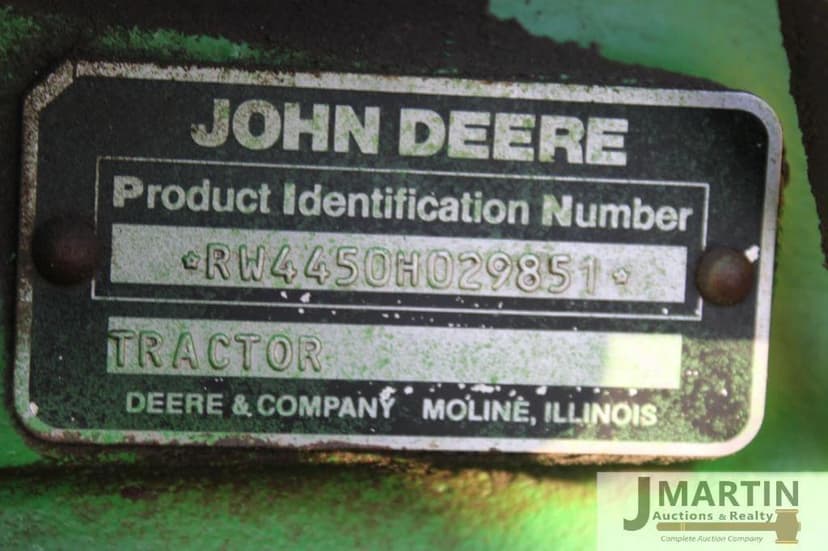 JOHN DEERE
Product Identification Number
*RW4450H029851*
TRACTOR
DEERE & COMPANY MOLINE, ILLINOIS
J MARTIN
Auctions & Realty
Complete Auction Company